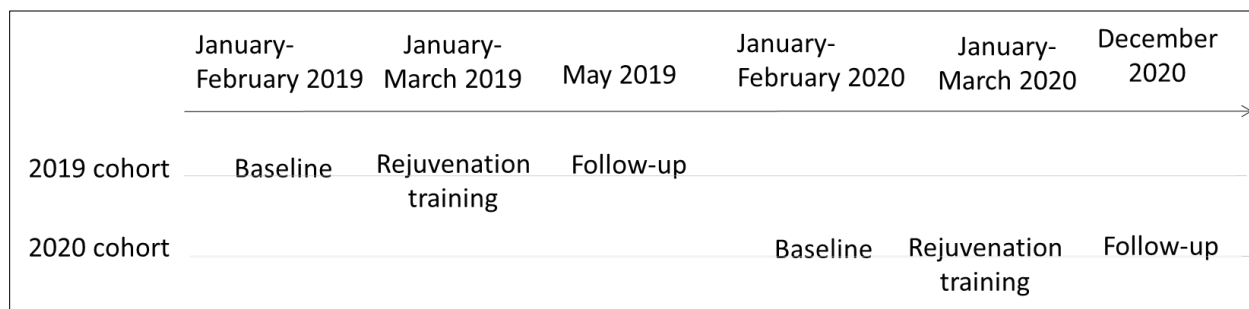 January-
February 2019
January-
March 2019
May 2019
January-
February 2020
January-
March 2020
December
2020
2019 cohort
Baseline
Rejuvenation
training
Follow-up
2020 cohort
Baseline
Rejuvenation
training
Follow-up